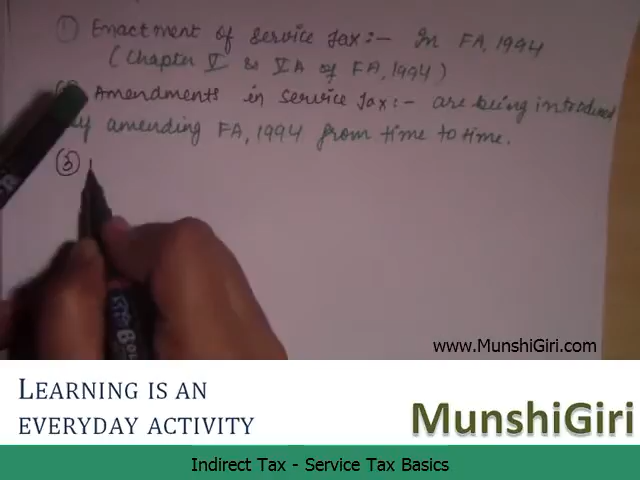 ① Enactment of Service Tax:- In FA, 1994
(Chapter V & VA of FA, 1994)
Amendments in Service Tax:- are being introduced
by amending FA, 1994 from time to time.
③
www.MunshiGiri.com
LEARNING IS AN
EVERYDAY ACTIVITY
MunshiGiri
Indirect Tax - Service Tax Basics